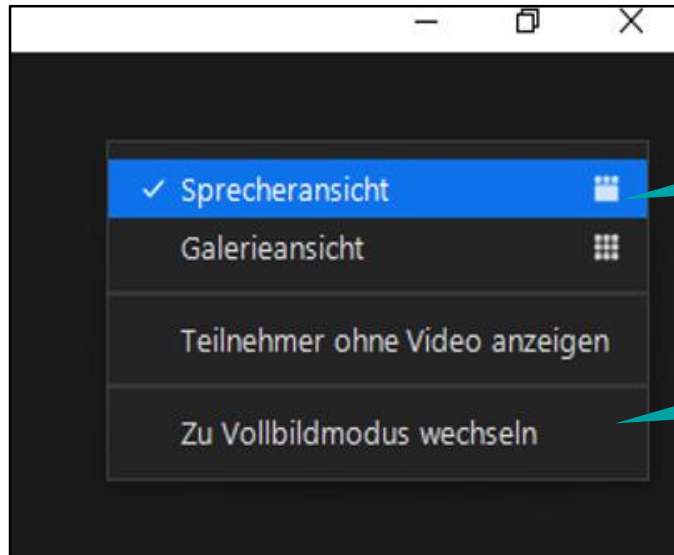 Sprecheransicht
Galerieansicht
Teilnehmer ohne Video anzeigen
Zu Vollbildmodus wechseln